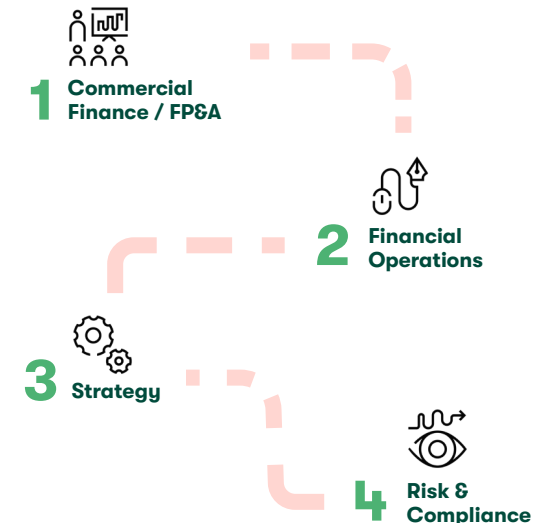 1 Commercial
Finance / FP&A
2 Financial
Operations
3 Strategy
4 Risk &
Compliance